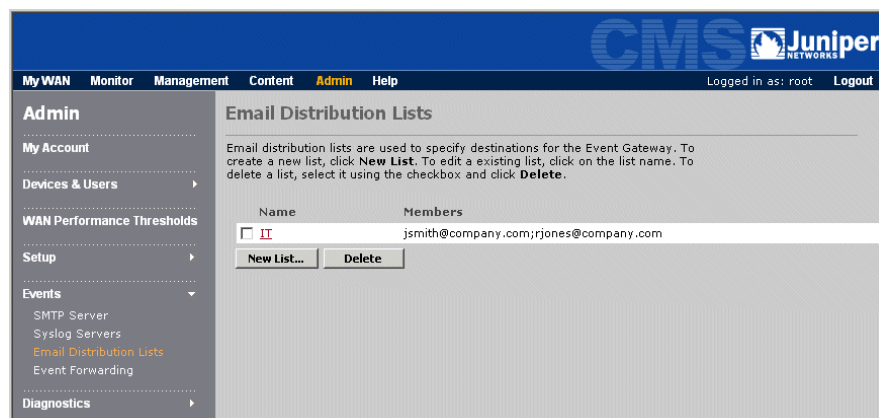 CMS
Juniper
NETWORKS
My WAN Monitor Management Content Admin Help Logged in as: root Logout
Admin
My Account
Devices & Users
WAN Performance Thresholds
Setup
Events
SMTP Server
Syslog Servers
Email Distribution Lists
Event Forwarding
Diagnostics
Email Distribution Lists
Email distribution lists are used to specify destinations for the Event Gateway. To
create a new list, click New List. To edit a existing list, click on the list name. To
delete a list, select it using the checkbox and click Delete.
Name Members
IT jsmith@company.com;rjones@company.com
New List... Delete